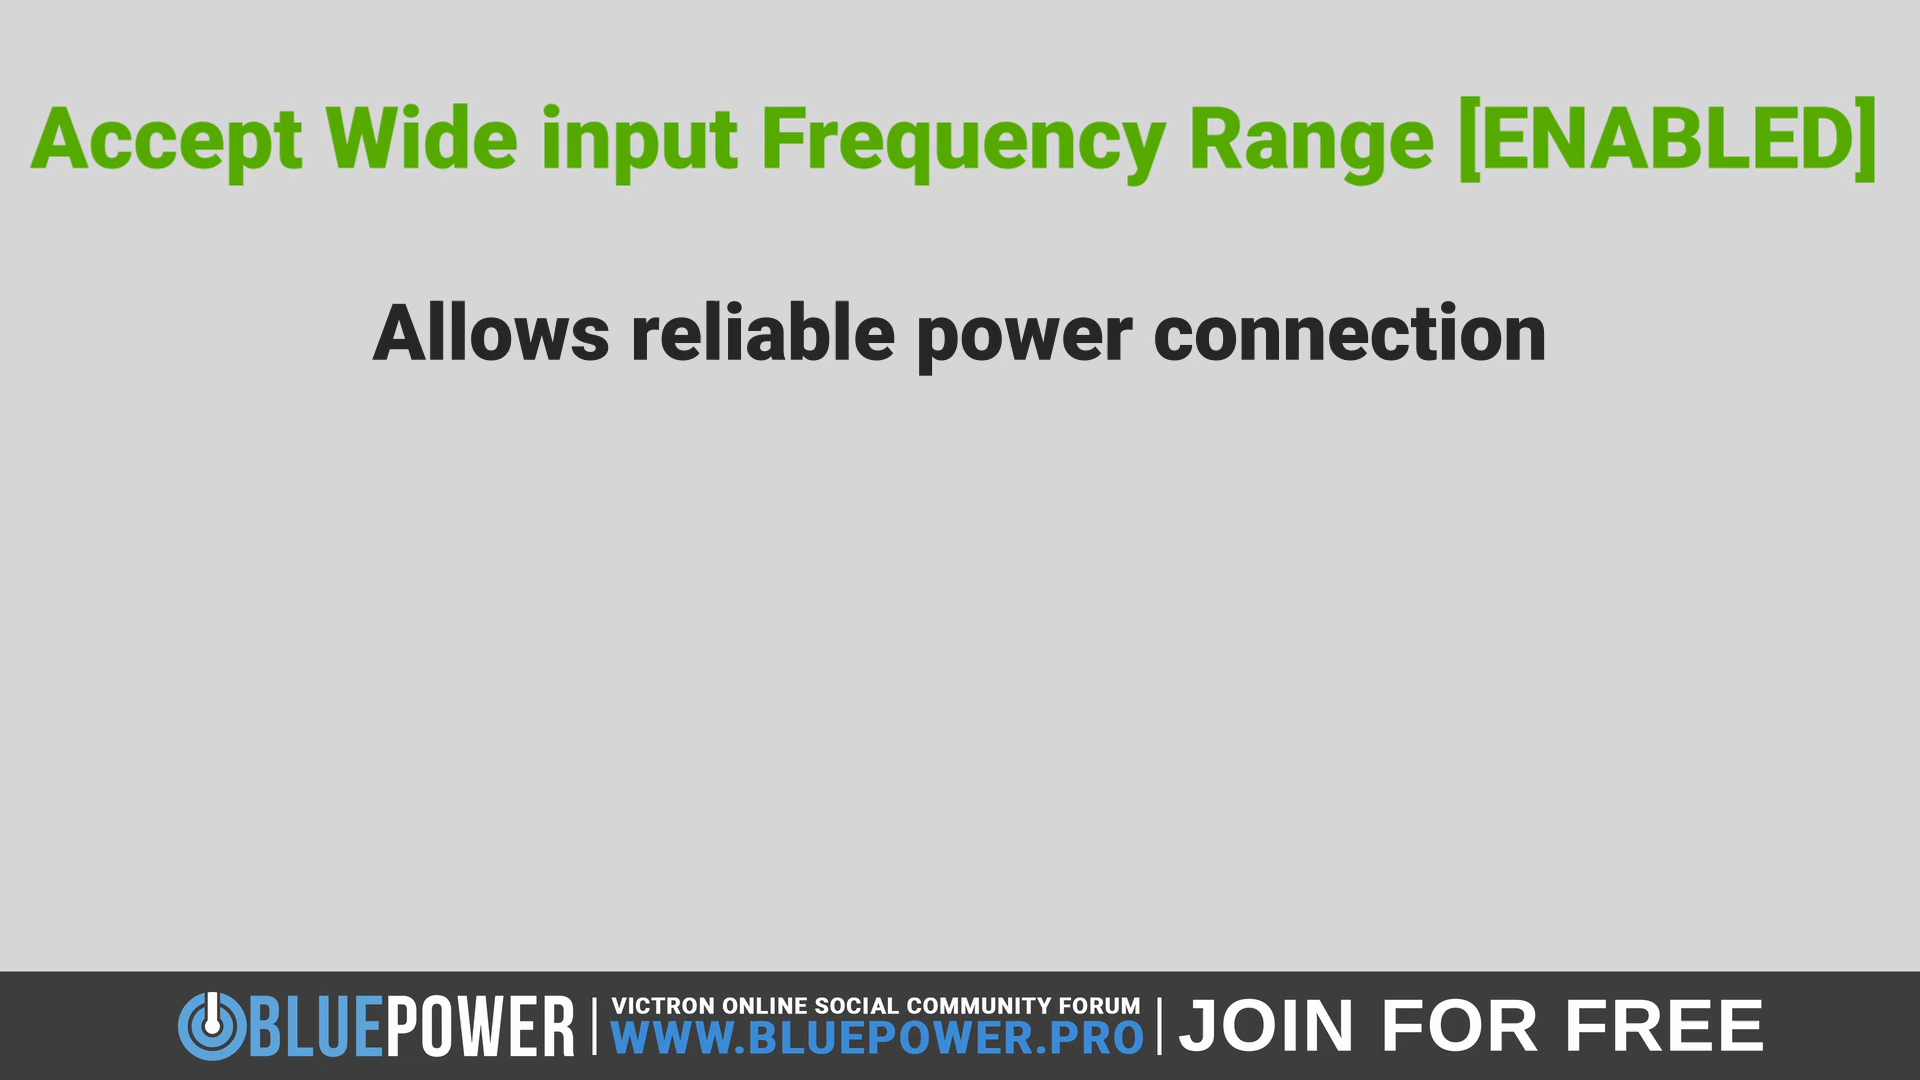 Accept Wide input Frequency Range [ENABLED]
Allows reliable power connection
BLUEPOWER
VICTRON ONLINE SOCIAL COMMUNITY FORUM
WWW.BLUEPOWER.PRO
JOIN FOR FREE